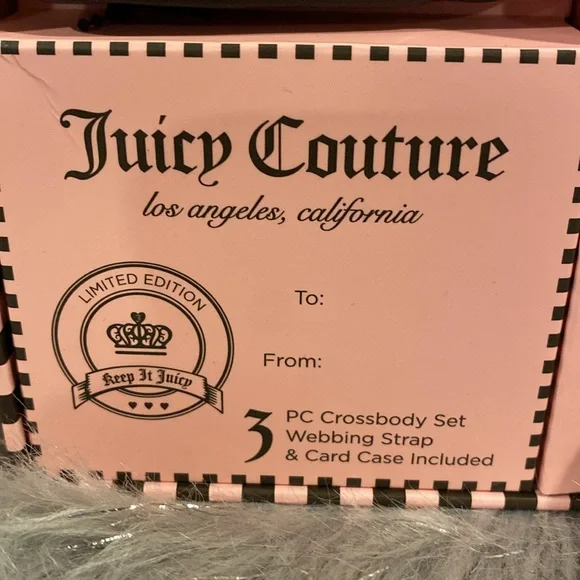 Juicy Couture
los angeles, california
LIMITED EDITION
Keep It Juicy
To:
From:
3 PC Crossbody Set
Webbing Strap
& Card Case Included